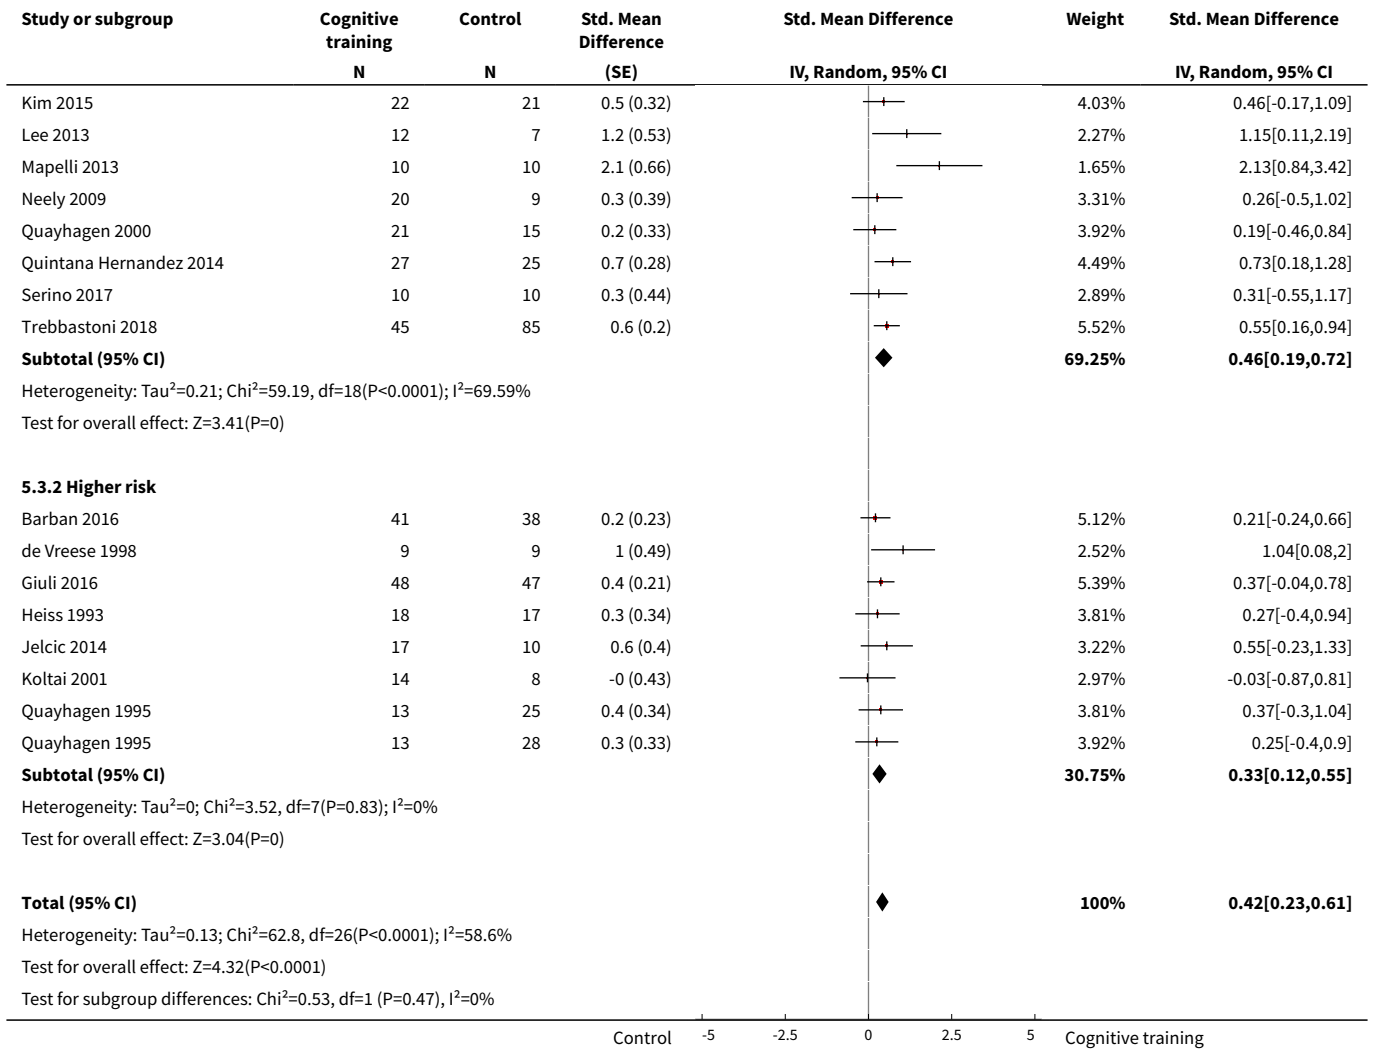 Study or subgroup Cognitive training Control Std. Mean Difference Std. Mean Difference Weight Std. Mean Difference
N N (SE) IV, Random, 95% CI IV, Random, 95% CI
Kim 2015 22 21 0.5 (0.32) 4.03% 0.46[-0.17,1.09]
Lee 2013 12 7 1.2 (0.53) 2.27% 1.15[0.11,2.19]
Mapelli 2013 10 10 2.1 (0.66) 1.65% 2.13[0.84,3.42]
Neely 2009 20 9 0.3 (0.39) 3.31% 0.26[-0.5,1.02]
Quayhagen 2000 21 15 0.2 (0.33) 3.92% 0.19[-0.46,0.84]
Quintana Hernandez 2014 27 25 0.7 (0.28) 4.49% 0.73[0.18,1.28]
Serino 2017 10 10 0.3 (0.44) 2.89% 0.31[-0.55,1.17]
Trebbastoni 2018 45 85 0.6 (0.2) 5.52% 0.55[0.16,0.94]
Subtotal (95% CI) 69.25% 0.46[0.19,0.72]
Heterogeneity: Tau²=0.21; Chi²=59.19, df=18(P<0.0001); I²=69.59%
Test for overall effect: Z=3.41(P=0)
5.3.2 Higher risk
Barban 2016 41 38 0.2 (0.23) 5.12% 0.21[-0.24,0.66]
de Vreese 1998 9 9 1 (0.49) 2.52% 1.04[0.08,2]
Giuli 2016 48 47 0.4 (0.21) 5.39% 0.37[-0.04,0.78]
Heiss 1993 18 17 0.3 (0.34) 3.81% 0.27[-0.4,0.94]
Jelcic 2014 17 10 0.6 (0.4) 3.22% 0.55[-0.23,1.33]
Koltai 2001 14 8 -0 (0.43) 2.97% -0.03[-0.87,0.81]
Quayhagen 1995 13 25 0.4 (0.34) 3.81% 0.37[-0.3,1.04]
Quayhagen 1995 13 28 0.3 (0.33) 3.92% 0.25[-0.4,0.9]
Subtotal (95% CI) 30.75% 0.33[0.12,0.55]
Heterogeneity: Tau²=0; Chi²=3.52, df=7(P=0.83); I²=0%
Test for overall effect: Z=3.04(P=0)
Total (95% CI) 100% 0.42[0.23,0.61]
Heterogeneity: Tau²=0.13; Chi²=62.8, df=26(P<0.0001); I²=58.6%
Test for overall effect: Z=4.32(P<0.0001)
Test for subgroup differences: Chi²=0.53, df=1 (P=0.47), I²=0%
Control -5 -2.5 0 2.5 5 Cognitive training